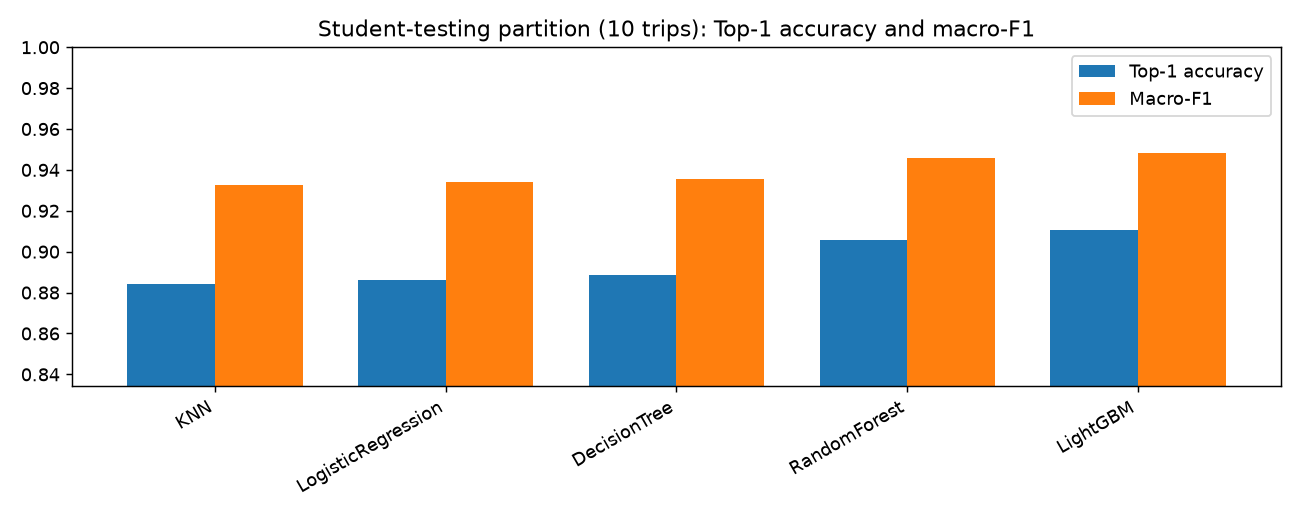 Student-testing partition (10 trips): Top-1 accuracy and macro-F1
1.00
0.98
0.96
0.94
0.92
0.90
0.88
0.86
0.84
Top-1 accuracy
Macro-F1
KNN
LogisticRegression
DecisionTree
RandomForest
LightGBM